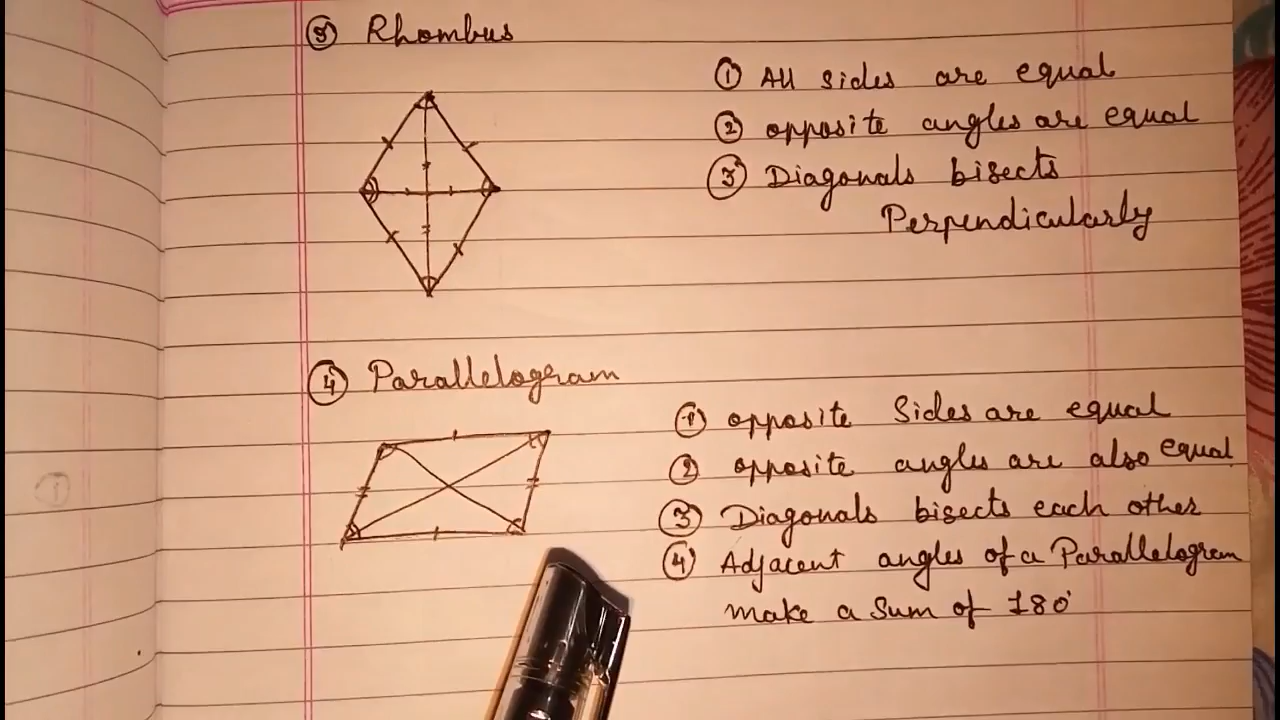 ③ Rhombus
① All sides are equal
② opposite angles are equal
③ Diagonals bisects
Perpendicularly
④ Parallelogram
① opposite Sides are equal
② opposite angles are also equal
③ Diagonals bisects each other
④ Adjacent angles of a Parallelogram
make a Sum of 180°